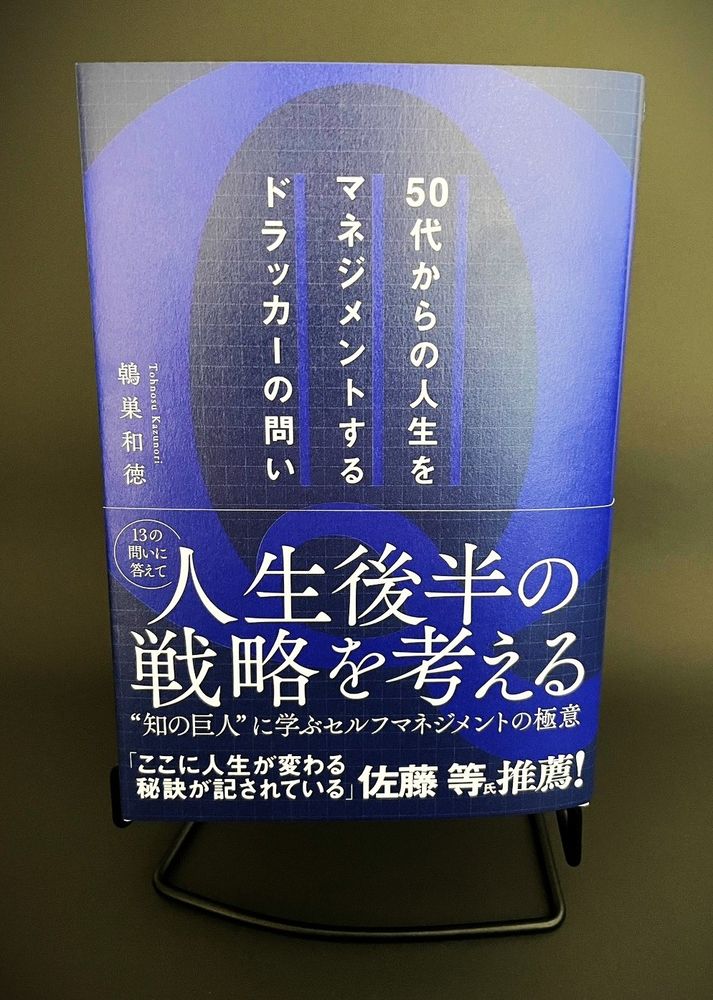 50代からの人生を
マネジメントする
ドラッカーの問い
Tohnosu Kazunori
鶴巣和徳
13の
問いに
答えて
人生後半の
戦略を考える
“知の巨人”に学ぶセルフマネジメントの極意
「ここに人生が変わる
秘訣が記されている」
佐藤 等氏推薦!